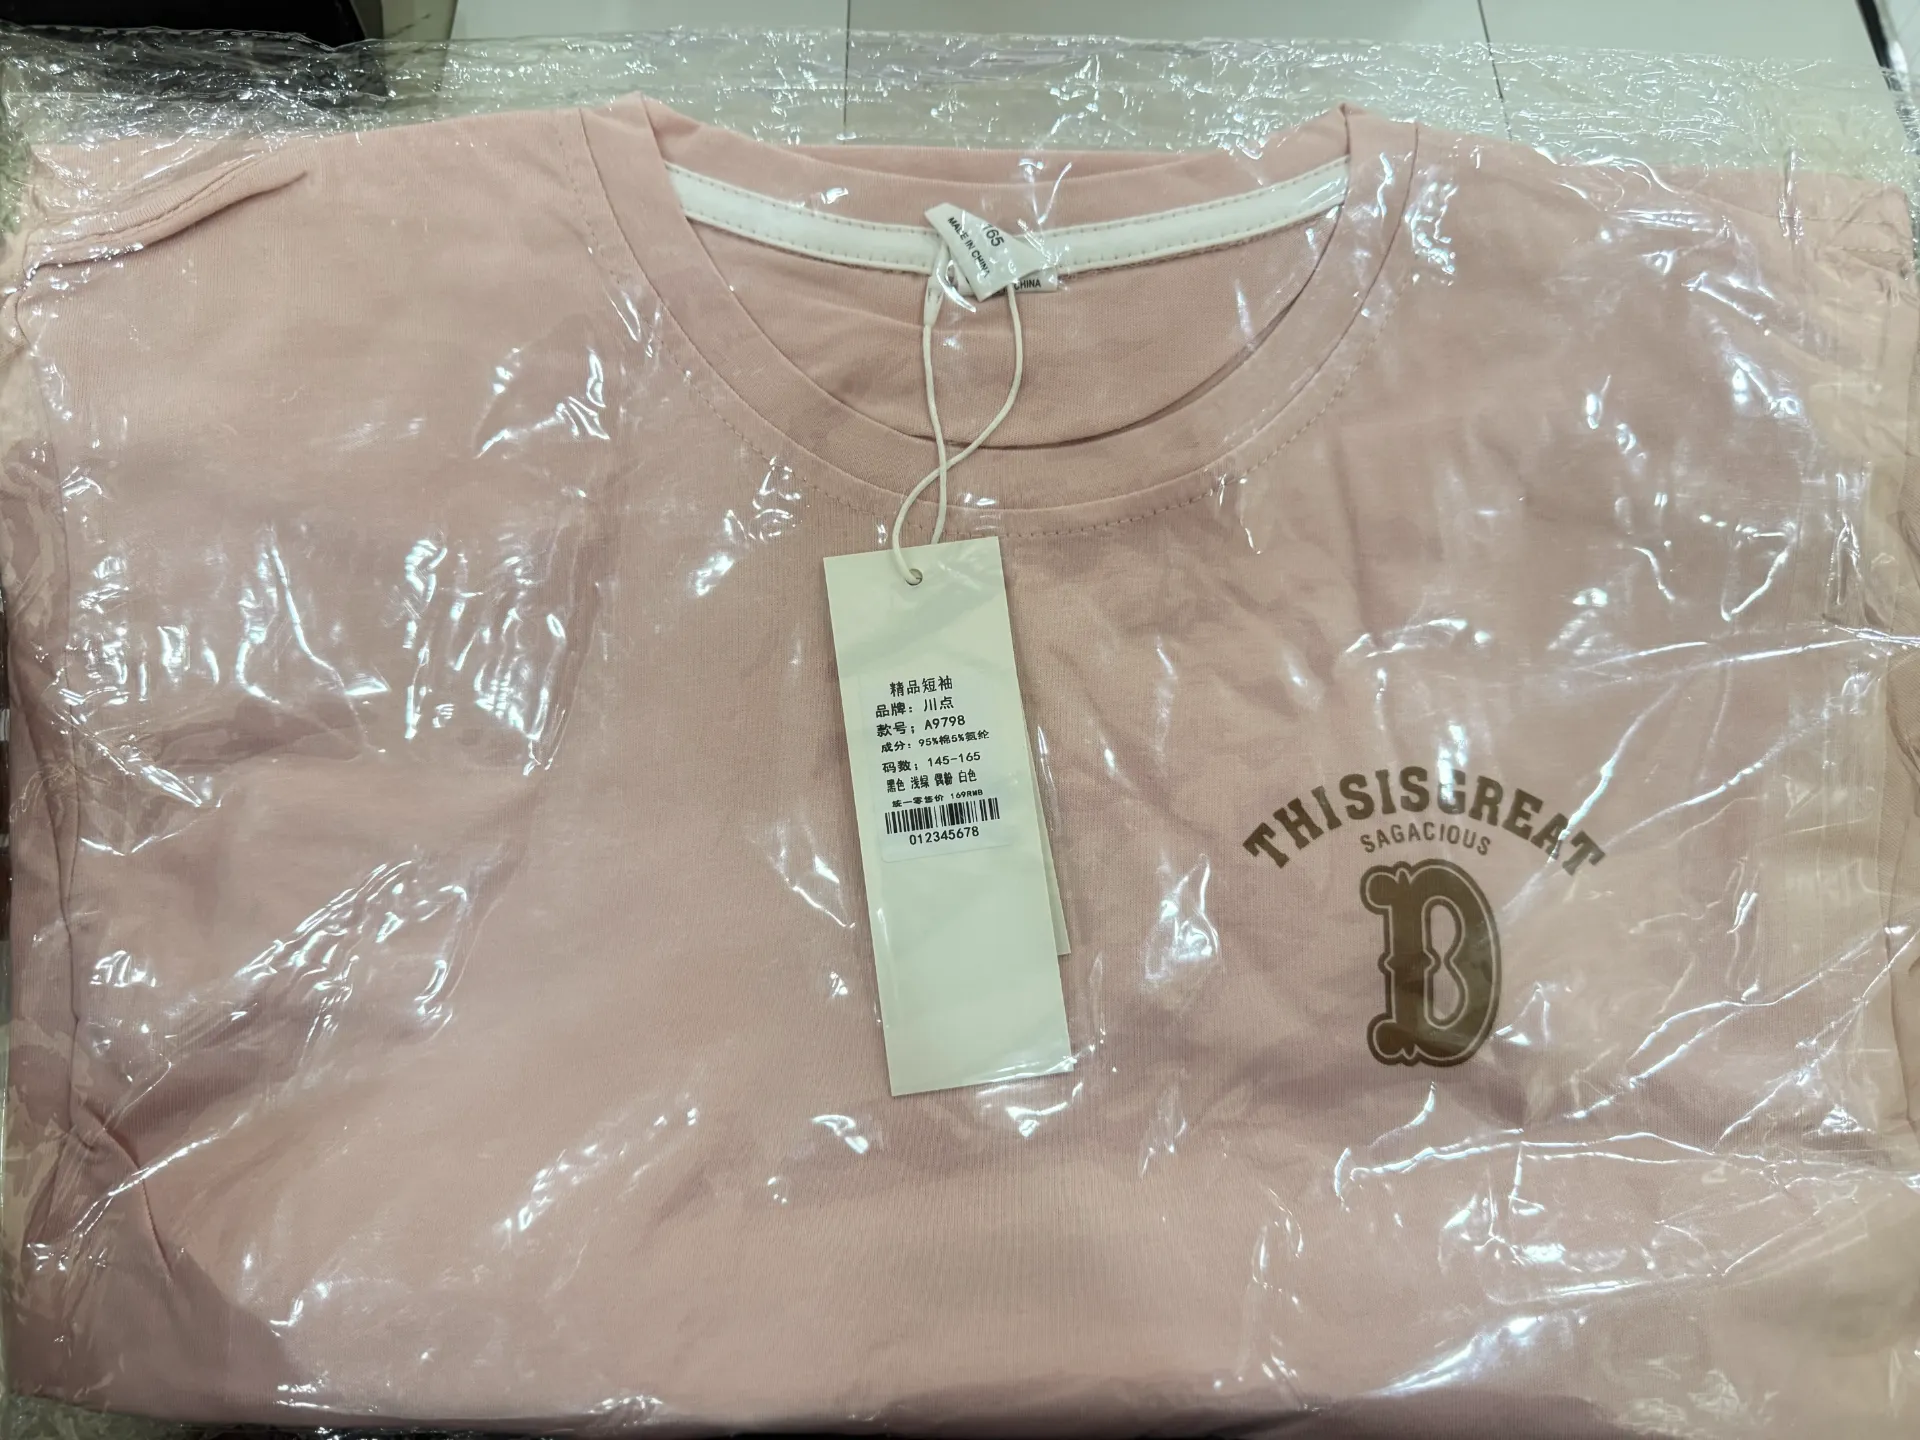 165
MADE IN CHINA
CHINA
精品短袖
品牌：川点
款号；A9798
成分：95%棉5%氨纶
码数；145-165
黑色 浅绿 偶粉 白色
统一零售价 169RMB
012345678
THISISGREAT
SAGACIOUS
D